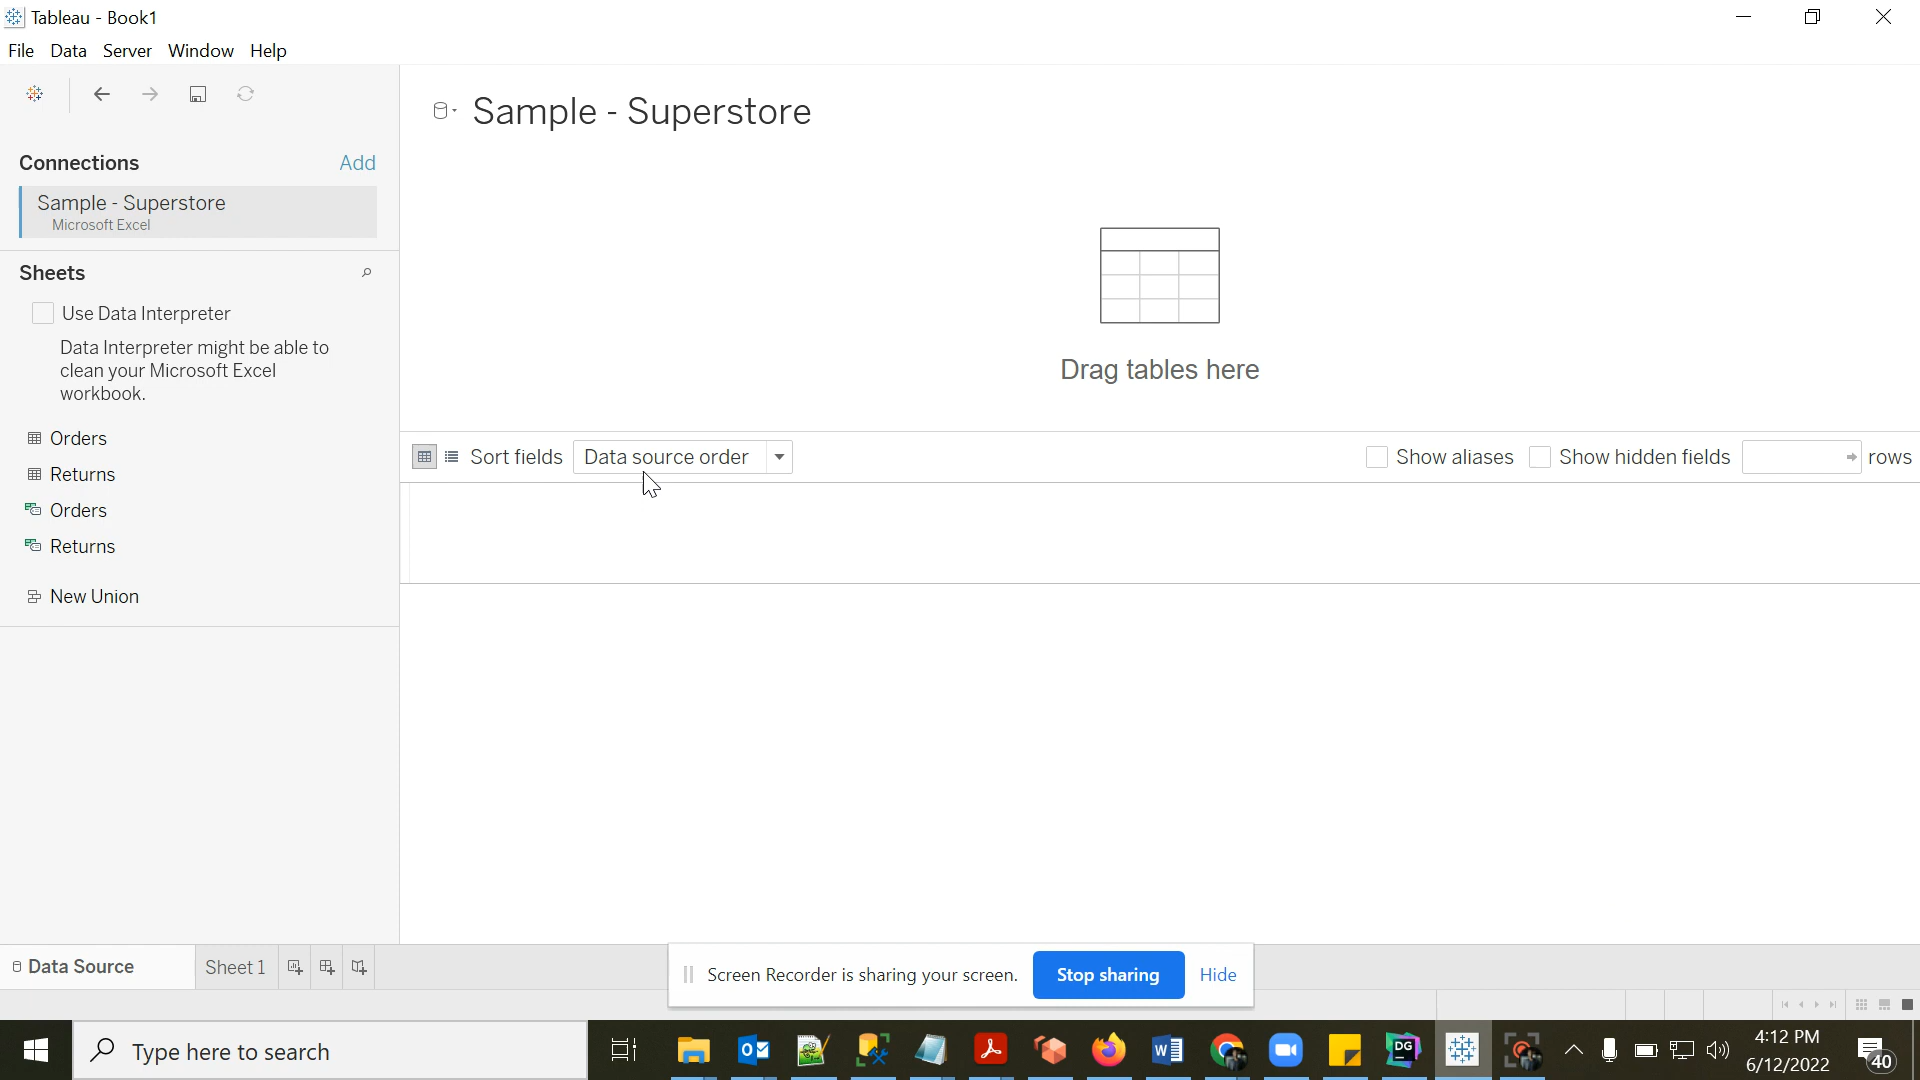 Tableau - Book1
File Data Server Window Help
Sample - Superstore
Connections Add
Sample - Superstore
Microsoft Excel
Sheets
Use Data Interpreter
Data Interpreter might be able to
clean your Microsoft Excel
workbook.
Orders
Returns
Orders
Returns
New Union
Drag tables here
Sort fields Data source order Show aliases Show hidden fields rows
Data Source Sheet 1
Screen Recorder is sharing your screen. Stop sharing Hide
Type here to search
DG
4:12 PM
6/12/2022
40